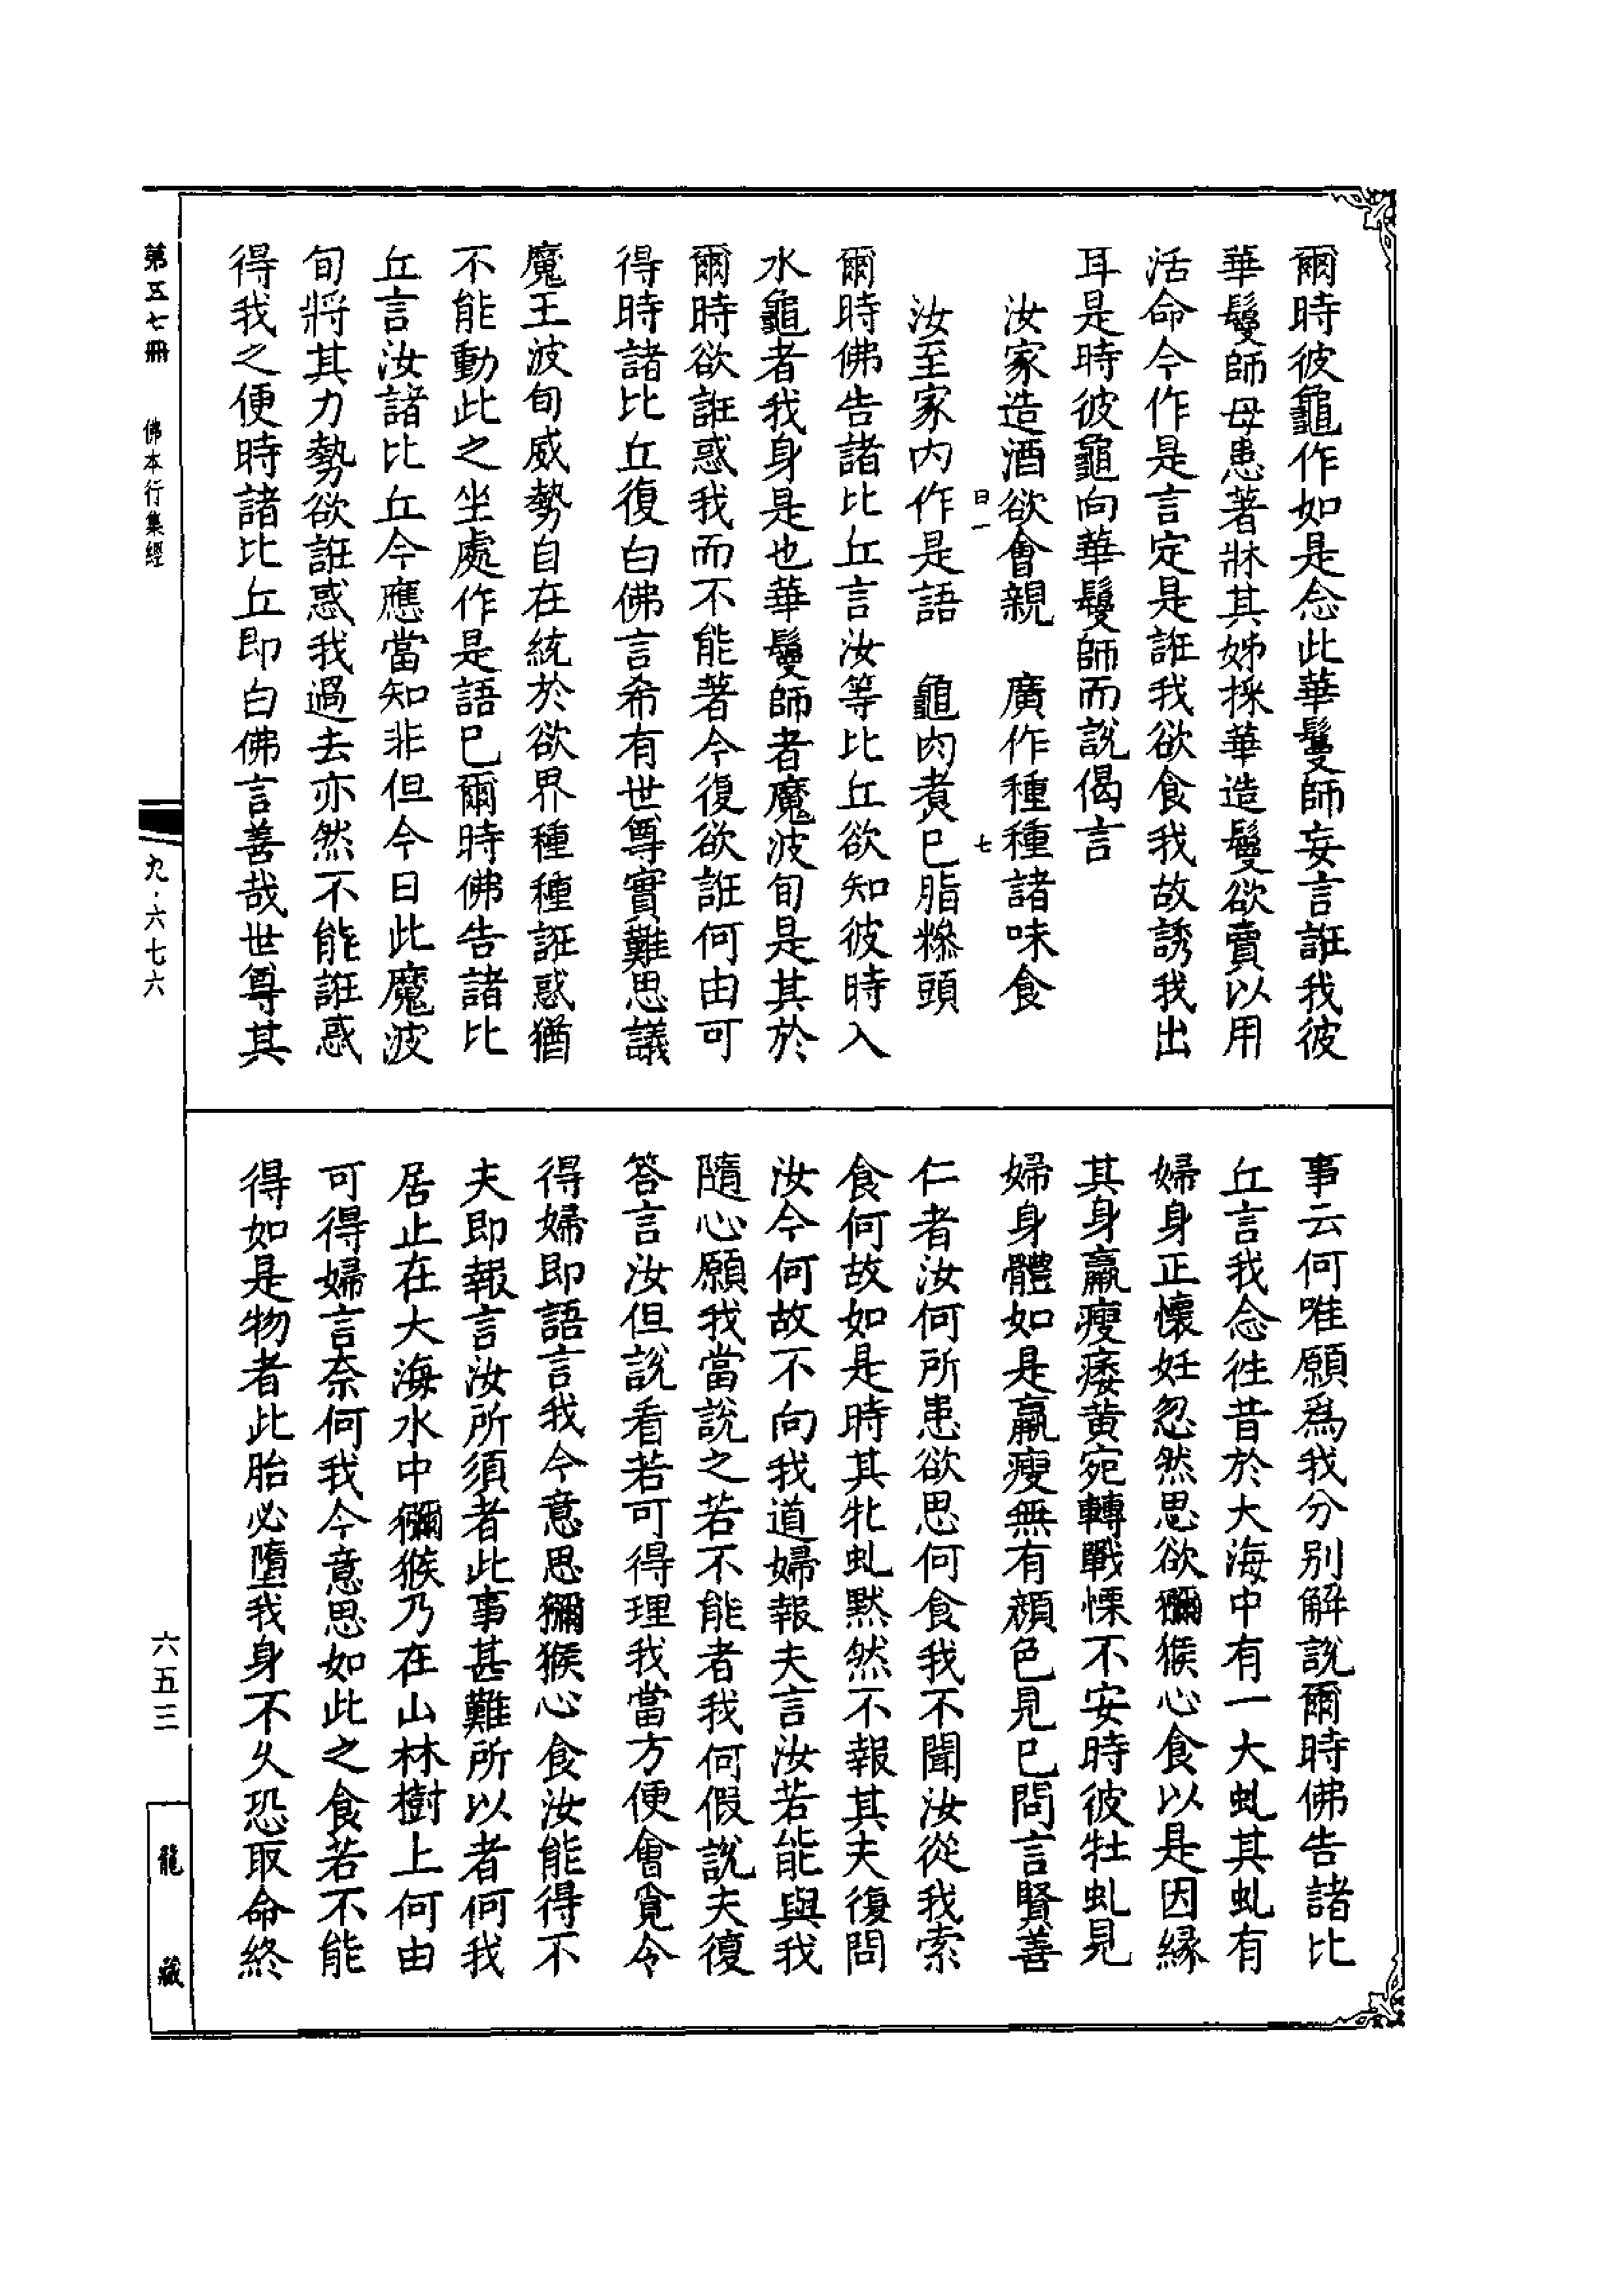 爾時彼龜作如是念此華鬘師妄言誑我彼
華鬘師母患著牀其姊採華造鬘欲賣以用
活命今作是言定是誑我欲食我故誘我出
耳是時彼龜向華鬘師而說偈言
汝家造酒欲會親　廣作種種諸味食
汝至家內作是語　龜肉煮已脂糝頭
日一　七
爾時佛告諸比丘言汝等比丘欲知彼時入
水龜者我身是也華鬘師者魔波旬是其於
爾時欲誑惑我而不能著今復欲誑何由可
得時諸比丘復白佛言希有世尊實難思議
魔王波旬威勢自在統於欲界種種誑惑猶
不能動此之坐處作是語已爾時佛告諸比
丘言汝諸比丘今應當知非但今日此魔波
旬將其力勢欲誑惑我過去亦然不能誑惑
得我之便時諸比丘即白佛言善哉世尊其
事云何唯願為我分別解說爾時佛告諸比
丘言我念往昔於大海中有一大虬其虬有
婦身正懷妊忽然思欲獼猴心食以是因緣
其身羸瘦痿黃宛轉戰慄不安時彼牡虬見
婦身體如是羸瘦無有顏色見已問言賢善
仁者汝何所患欲思何食我不聞汝從我索
食何故如是時其牝虬默然不報其夫復問
汝今何故不向我道婦報夫言汝若能與我
隨心願我當說之若不能者我何假說夫復
答言汝但說看若可得理我當方便會覓令
得婦即語言我今意思獼猴心食汝能得不
夫即報言汝所須者此事甚難所以者何我
居止在大海水中獼猴乃在山林樹上何由
可得婦言奈何我今意思如此之食若不能
得如是物者此胎必墮我身不久恐取命終
第五七冊　佛本行集經
九·六七六
六五三
龍藏